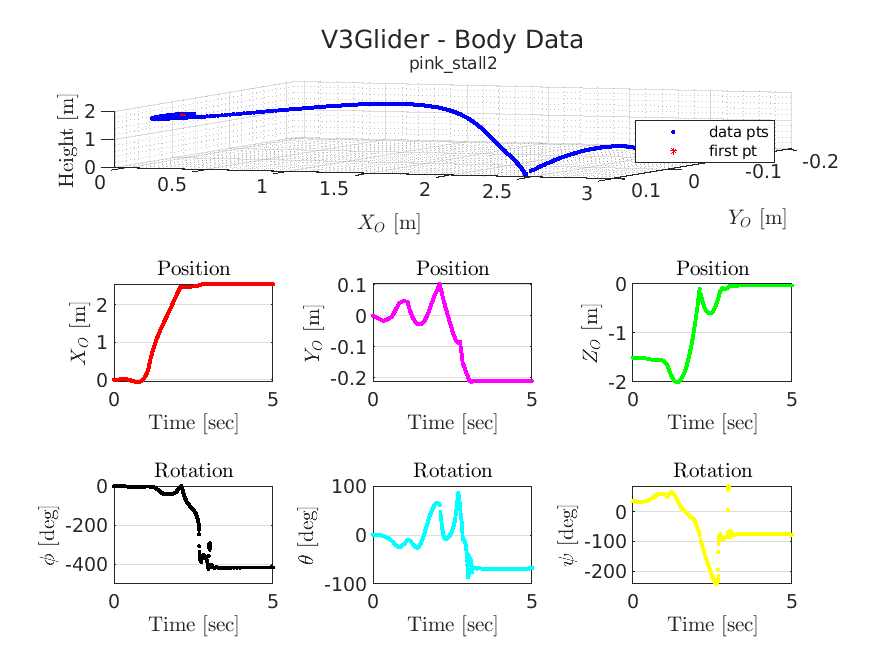 V3Glider - Body Data
pink_stall2
Height [m]
2
1
0
0
0.5
1
1.5
2
2.5
3
0.1
0
-0.1
-0.2
X_O [m]
Y_O [m]
data pts
first pt
Position
X_O [m]
2
1
0
0
5
Time [sec]
Position
Y_O [m]
0.1
0
-0.1
-0.2
0
5
Time [sec]
Position
Z_O [m]
0
-1
-2
0
5
Time [sec]
Rotation
ϕ [deg]
0
-200
-400
0
5
Time [sec]
Rotation
θ [deg]
100
0
-100
0
5
Time [sec]
Rotation
ψ [deg]
0
-100
-200
0
5
Time [sec]